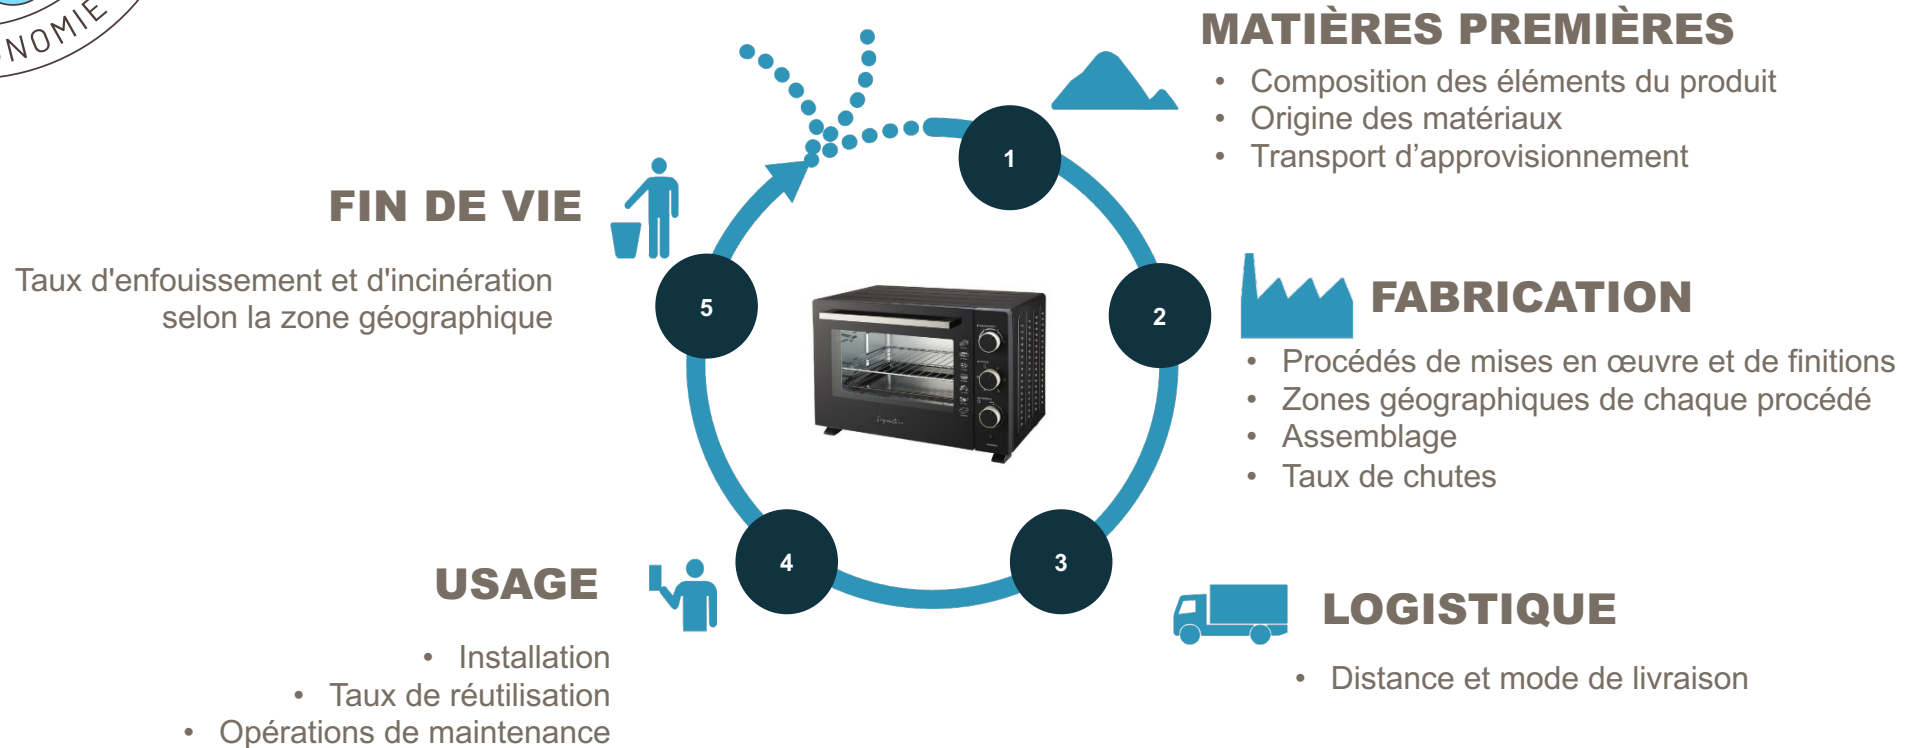 MATIÈRES PREMIÈRES
• Composition des éléments du produit
• Origine des matériaux
• Transport d’approvisionnement
1
FIN DE VIE
Taux d'enfouissement et d'incinération
selon la zone géographique
5
2
FABRICATION
• Procédés de mises en œuvre et de finitions
• Zones géographiques de chaque procédé
• Assemblage
• Taux de chutes
4
3
USAGE
• Installation
• Taux de réutilisation
• Opérations de maintenance
LOGISTIQUE
• Distance et mode de livraison